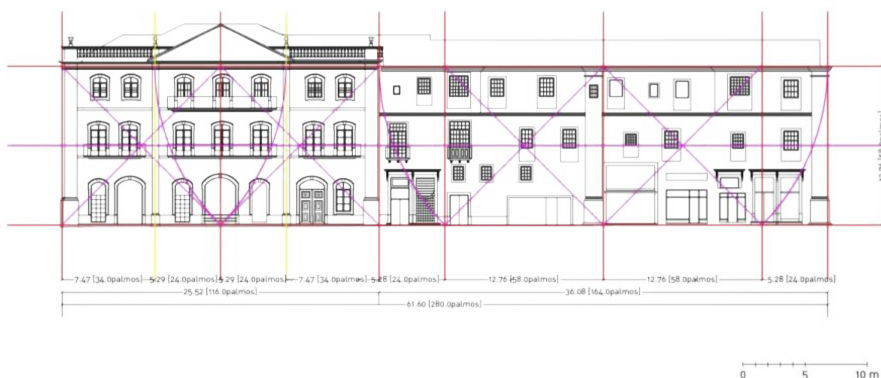 7.47 [34.0palmos]
5.29 [24.0palmos]
5.29 [24.0palmos]
7.47 [34.0palmos]
5.28 [24.0palmos]
12.76 [58.0palmos]
12.76 [58.0palmos]
5.28 [24.0palmos]
25.52 [116.0palmos]
36.08 [164.0palmos]
61.60 [280.0palmos]
0 5 10 m